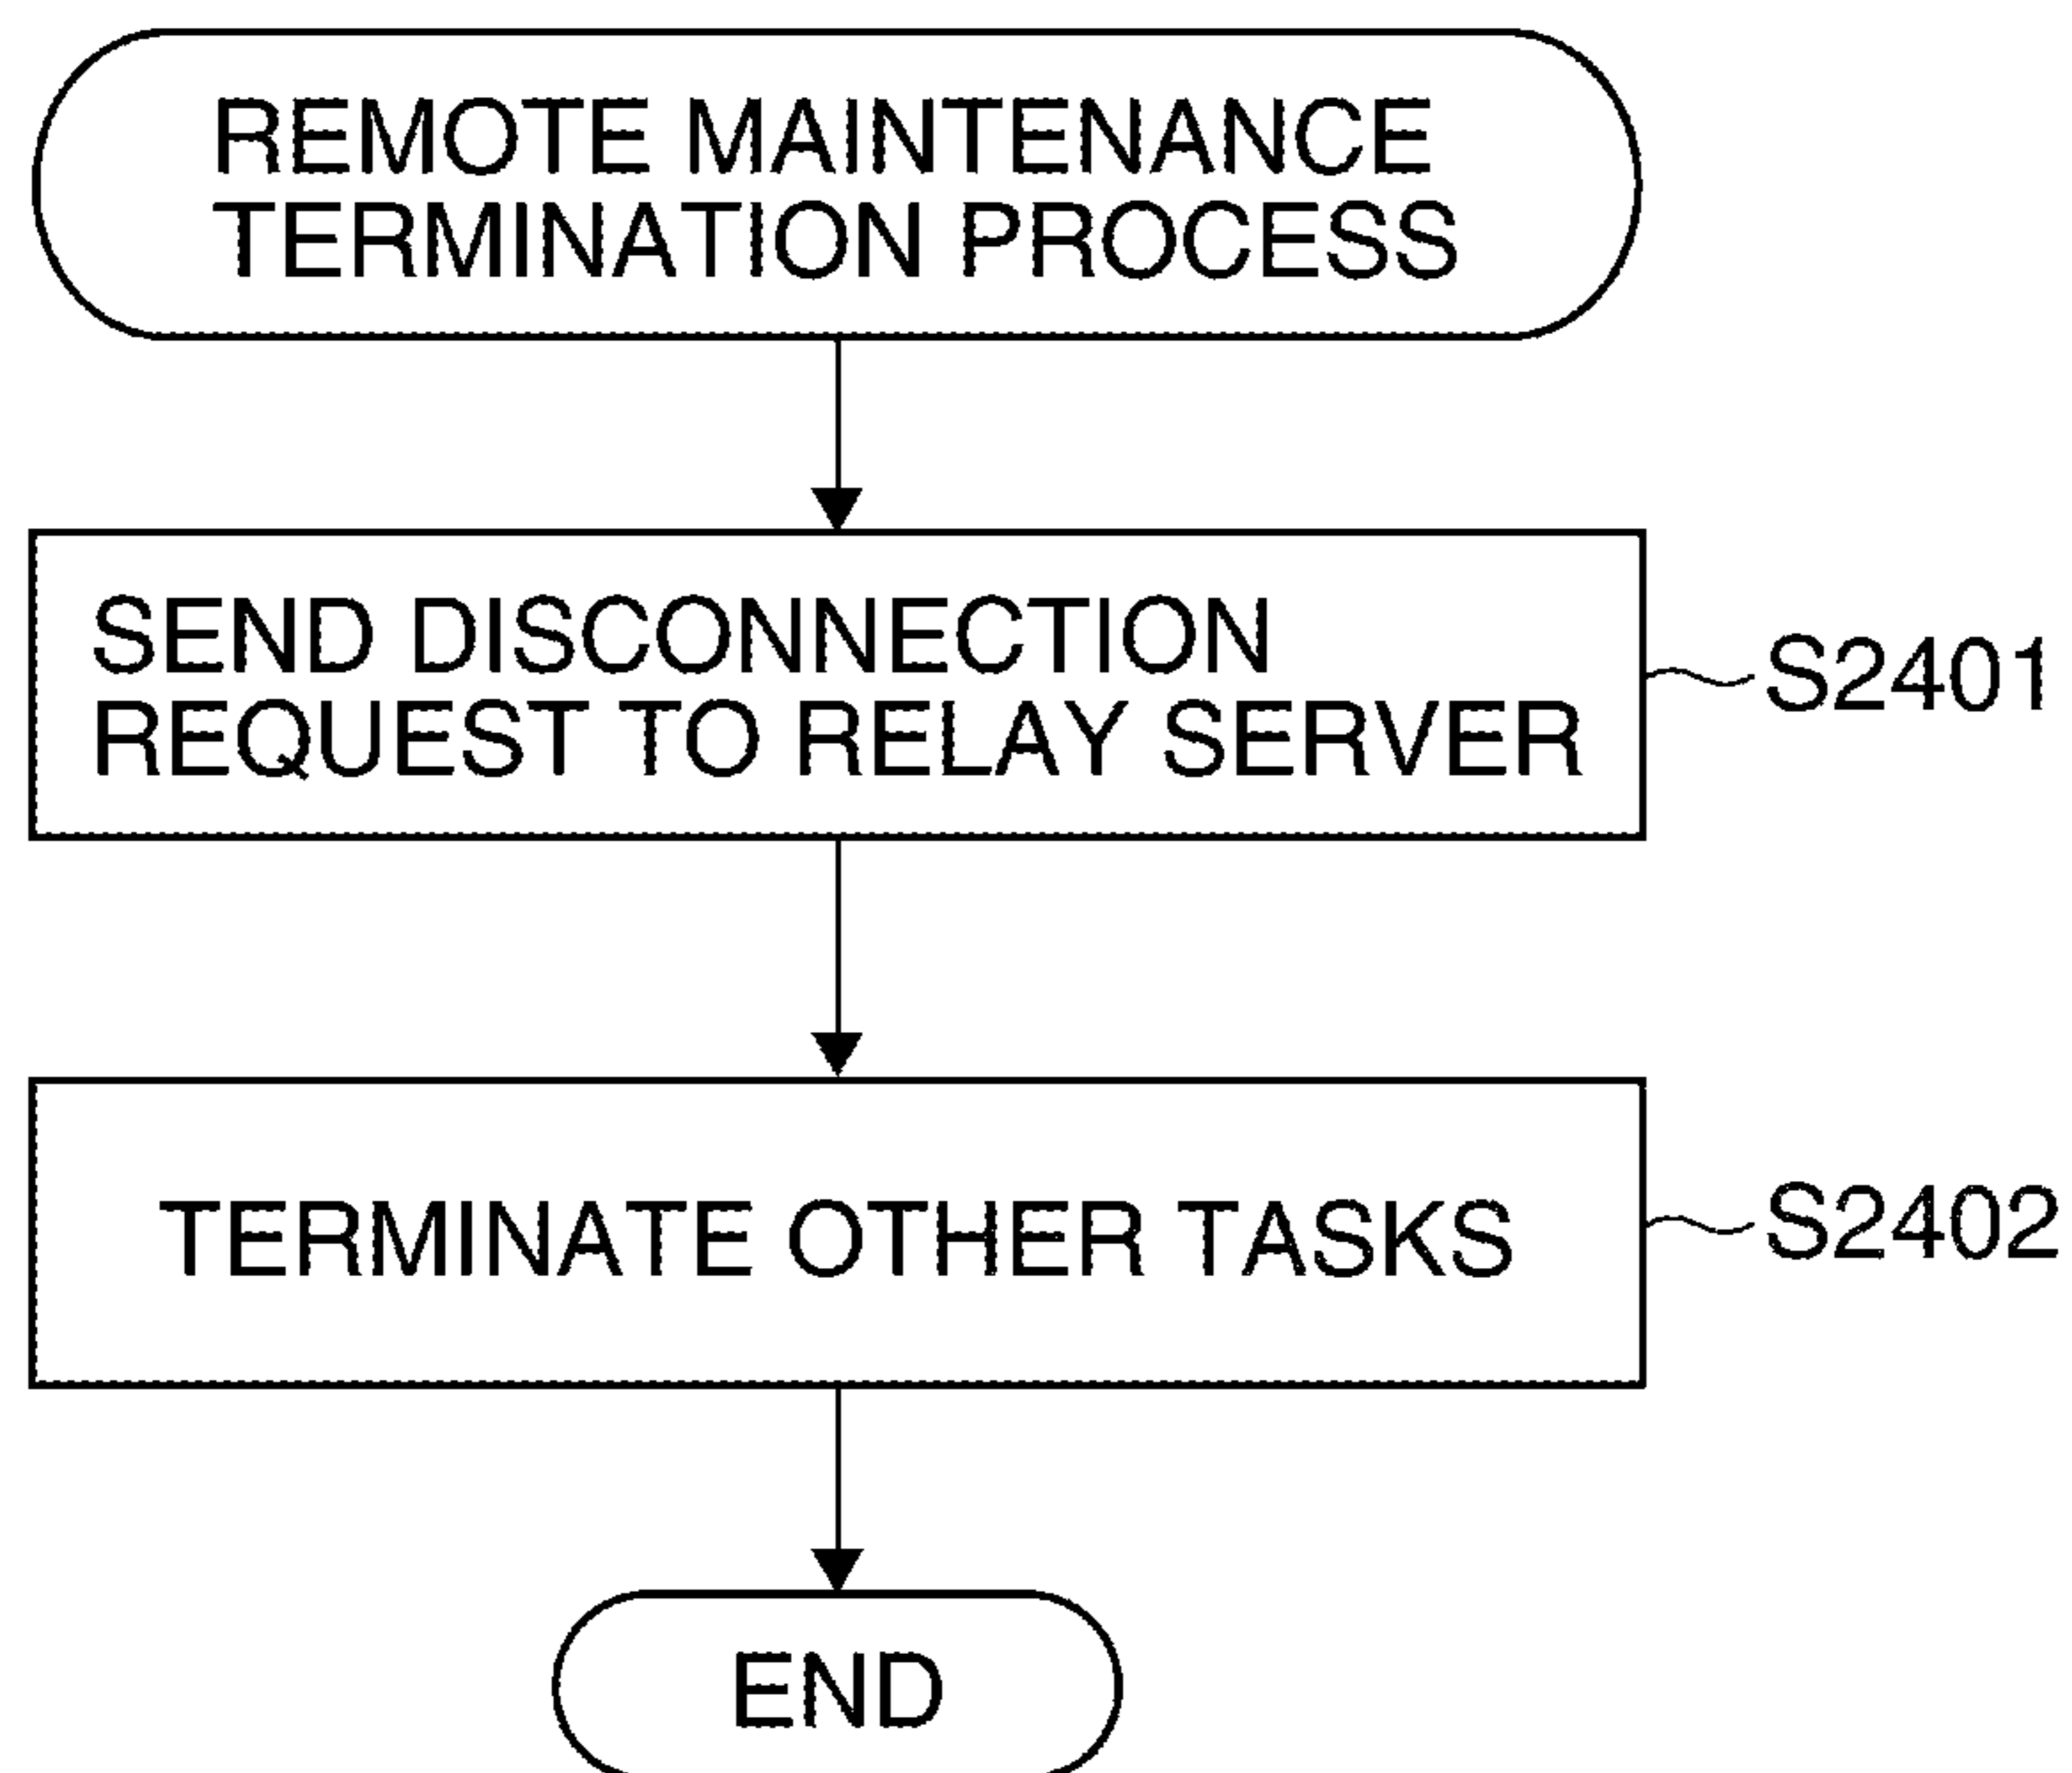 REMOTE MAINTENANCE
TERMINATION PROCESS
SEND DISCONNECTION
REQUEST TO RELAY SERVER
S2401
TERMINATE OTHER TASKS
S2402
END